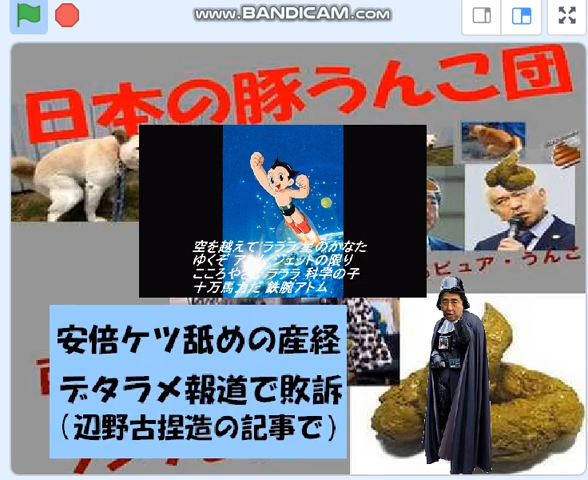 www.BANDICAM.com
日本の豚うんこ団
空を越えて ラララ 星のかなた
ゆくぞ アトム ジェットの限り
こころやさし ラララ 科学の子
十万馬力だ 鉄腕アトム
ピュア・うんこ
安倍ケツ舐めの産経
デタラメ報道で敗訴
（辺野古捏造の記事で）